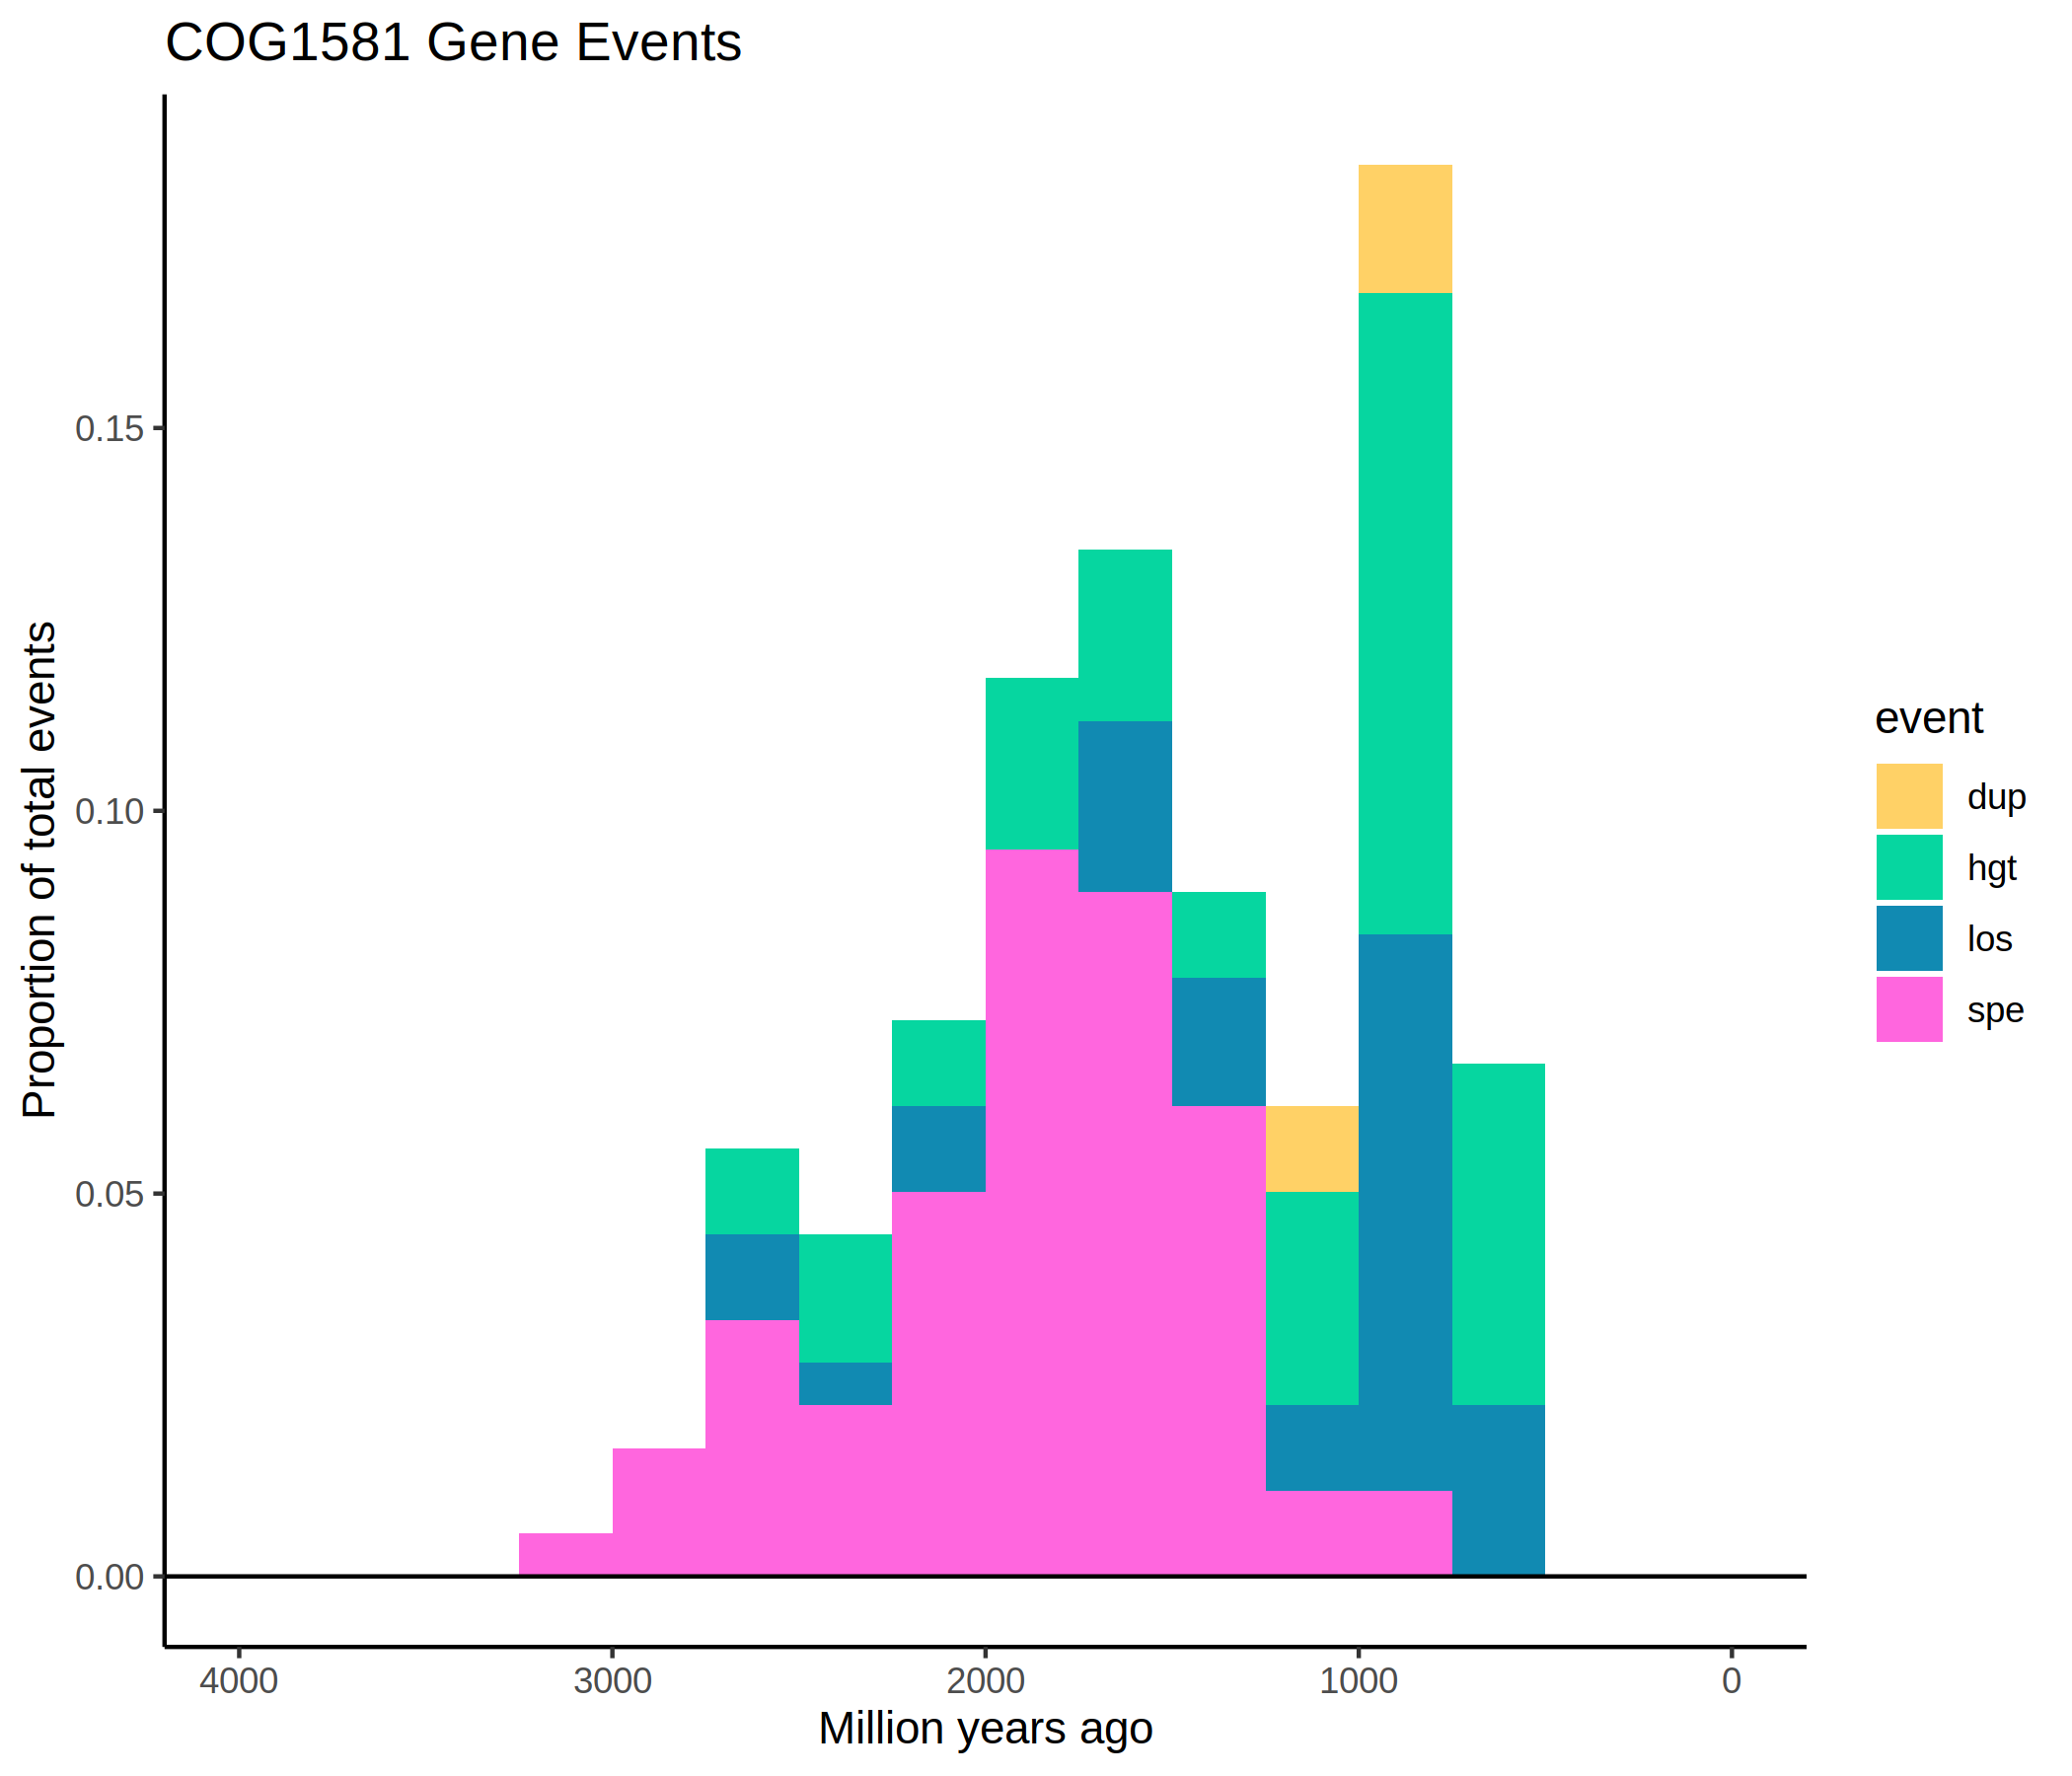 COG1581 Gene Events
Proportion of total events
0.15
0.10
0.05
0.00
4000 3000 2000 1000 0
Million years ago
event
dup
hgt
los
spe